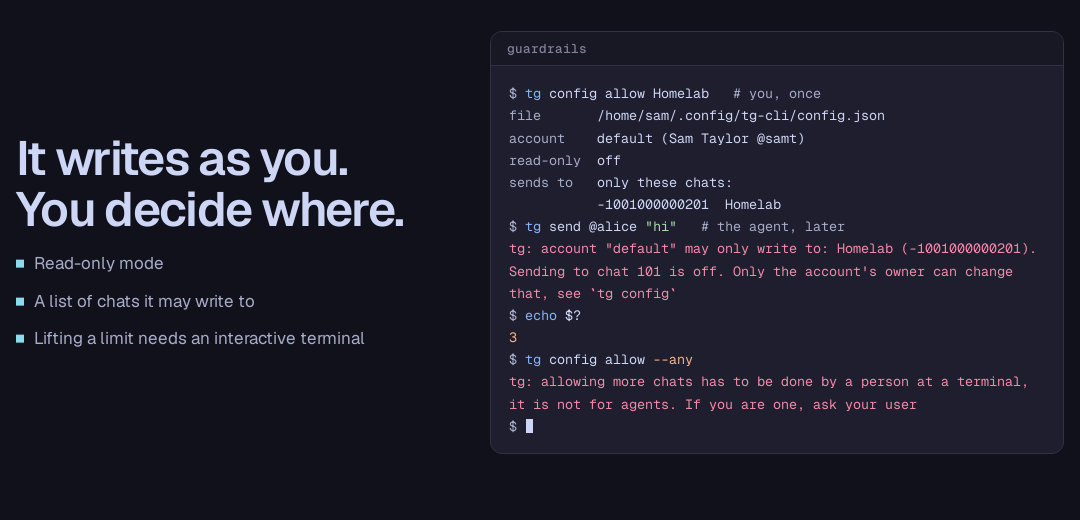 It writes as you.
You decide where.
Read-only mode
A list of chats it may write to
Lifting a limit needs an interactive terminal
guardrails
$ tg config allow Homelab   # you, once
file       /home/sam/.config/tg-cli/config.json
account    default (Sam Taylor @samt)
read-only  off
sends to   only these chats:
           -1001000000201  Homelab
$ tg send @alice "hi"   # the agent, later
tg: account "default" may only write to: Homelab (-1001000000201).
Sending to chat 101 is off. Only the account's owner can change
that, see `tg config`
$ echo $?
3
$ tg config allow --any
tg: allowing more chats has to be done by a person at a terminal,
it is not for agents. If you are one, ask your user
$